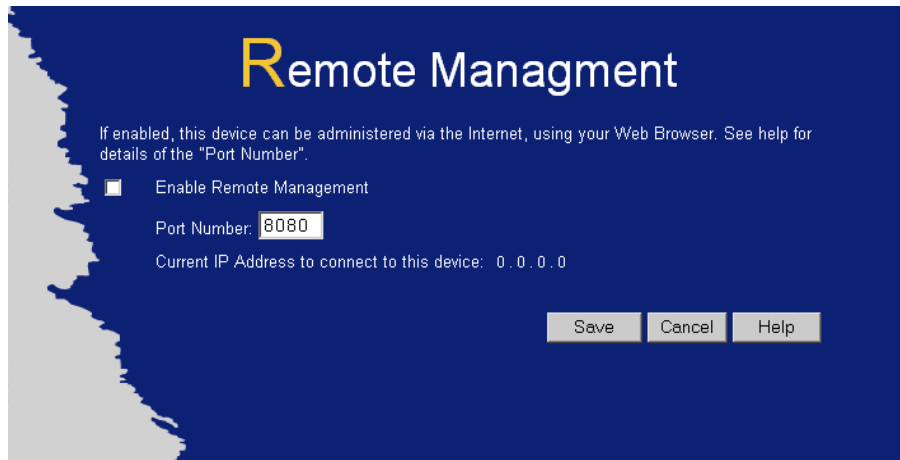 Remote Managment
If enabled, this device can be administered via the Internet, using your Web Browser. See help for
details of the "Port Number".
Enable Remote Management
Port Number: 8080
Current IP Address to connect to this device: 0 . 0 . 0 . 0
Save Cancel Help